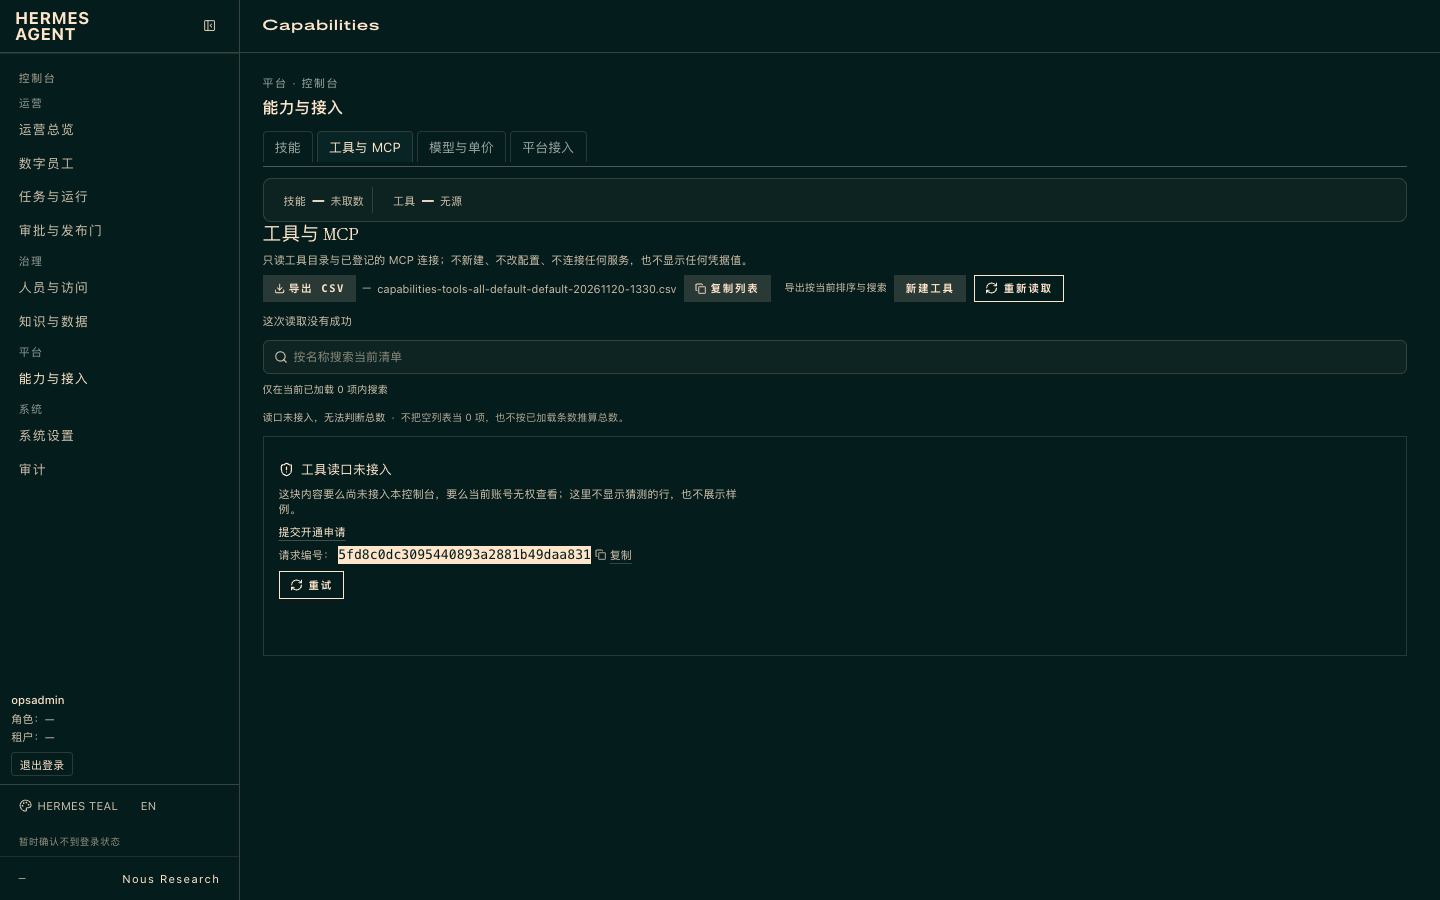 HERMES
AGENT
Capabilities
控制台
运营
运营总览
数字员工
任务与运行
审批与发布门
治理
人员与访问
知识与数据
平台
能力与接入
系统
系统设置
审计
opsadmin
角色：—
租户：—
退出登录
HERMES TEAL EN
暂时确认不到登录状态
— Nous Research
平台 · 控制台
能力与接入
技能 工具与 MCP 模型与单价 平台接入
技能 — 未取数 工具 — 无源
工具与 MCP
只读工具目录与已登记的 MCP 连接；不新建、不改配置、不连接任何服务，也不显示任何凭据值。
导出 CSV — capabilities-tools-all-default-default-20261120-1330.csv 复制列表 导出按当前排序与搜索 新建工具 重新读取
这次读取没有成功
按名称搜索当前清单
仅在当前已加载 0 项内搜索
读口未接入，无法判断总数 · 不把空列表当 0 项，也不按已加载条数推算总数。
工具读口未接入
这块内容要么尚未接入本控制台，要么当前账号无权查看；这里不显示猜测的行，也不展示样
例。
提交开通申请
请求编号： 5fd8c0dc3095440893a2881b49daa831 复制
重试